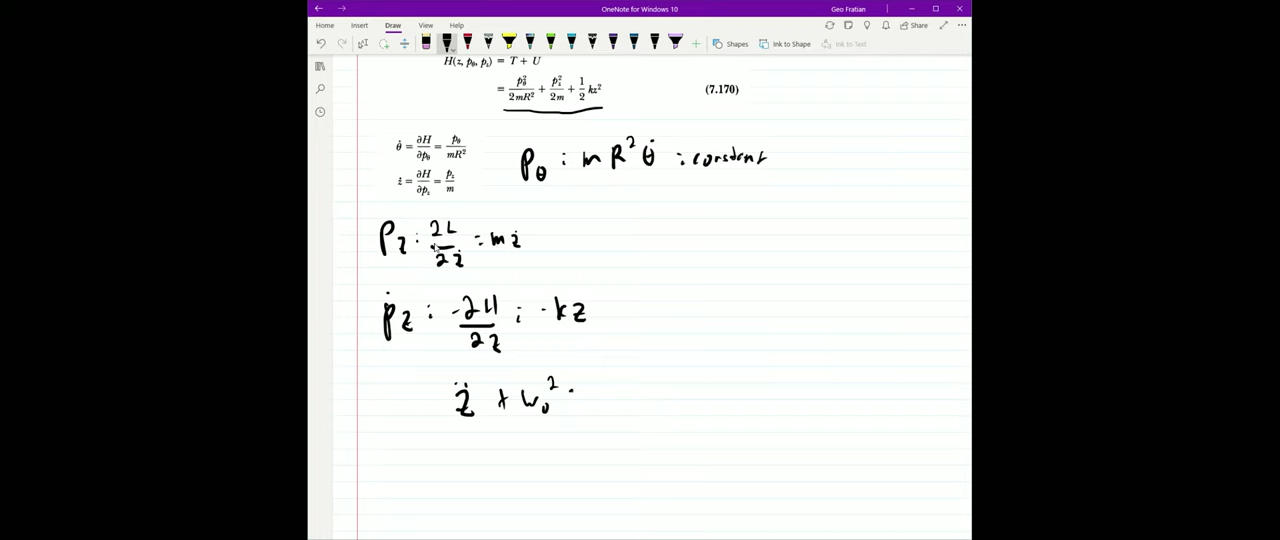 OneNote for Windows 10
Geo Fratian
Home Insert Draw View Help
Share
Shapes Ink to Shape Ink to Text
H(z, pθ, pz) = T + U
= pθ²/2mR² + pz²/2m + 1/2 kz² (7.170)
θ̇ = ∂H/∂pθ = pθ/mR²
ż = ∂H/∂pz = pz/m
Pθ : m R² θ̇ : constant
Pz : ∂L/∂ż = mż
ṗz : -∂H/∂z : -kz
z̈ + w₀² ·